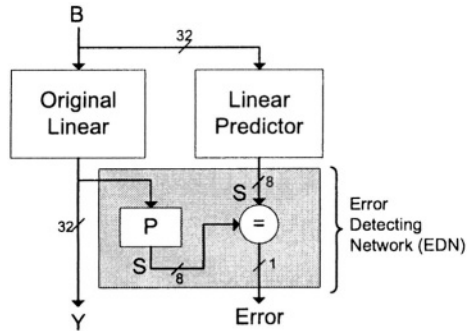 B
32
Original
Linear
Linear
Predictor
S 8
P
=
32
S 8
1
Error
Detecting
Network (EDN)
Y
Error